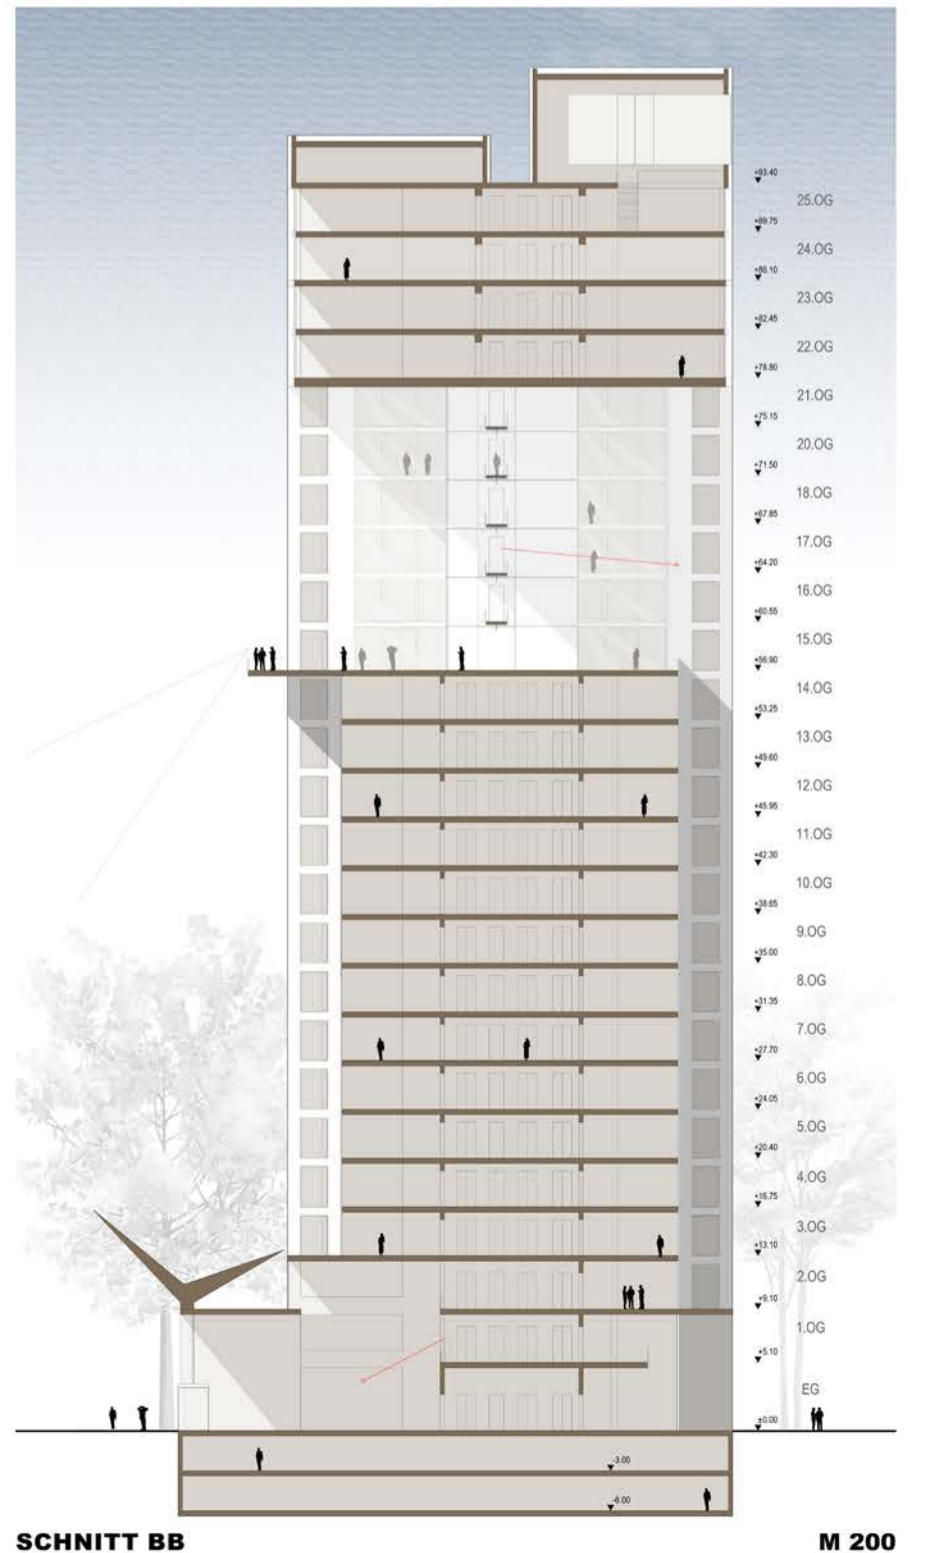 +93.40
25.OG
+89.75
24.OG
+86.10
23.OG
+82.45
22.OG
+78.80
21.OG
+75.15
20.OG
+71.50
18.OG
+67.85
17.OG
+64.20
16.OG
+60.55
15.OG
+56.90
14.OG
+53.25
13.OG
+49.60
12.OG
+45.95
11.OG
+42.30
10.OG
+38.65
9.OG
+35.00
8.OG
+31.35
7.OG
+27.70
6.OG
+24.05
5.OG
+20.40
4.OG
+16.75
3.OG
+13.10
2.OG
+9.10
1.OG
+5.10
EG
±0.00
-3.00
-6.00
SCHNITT BB
M 200